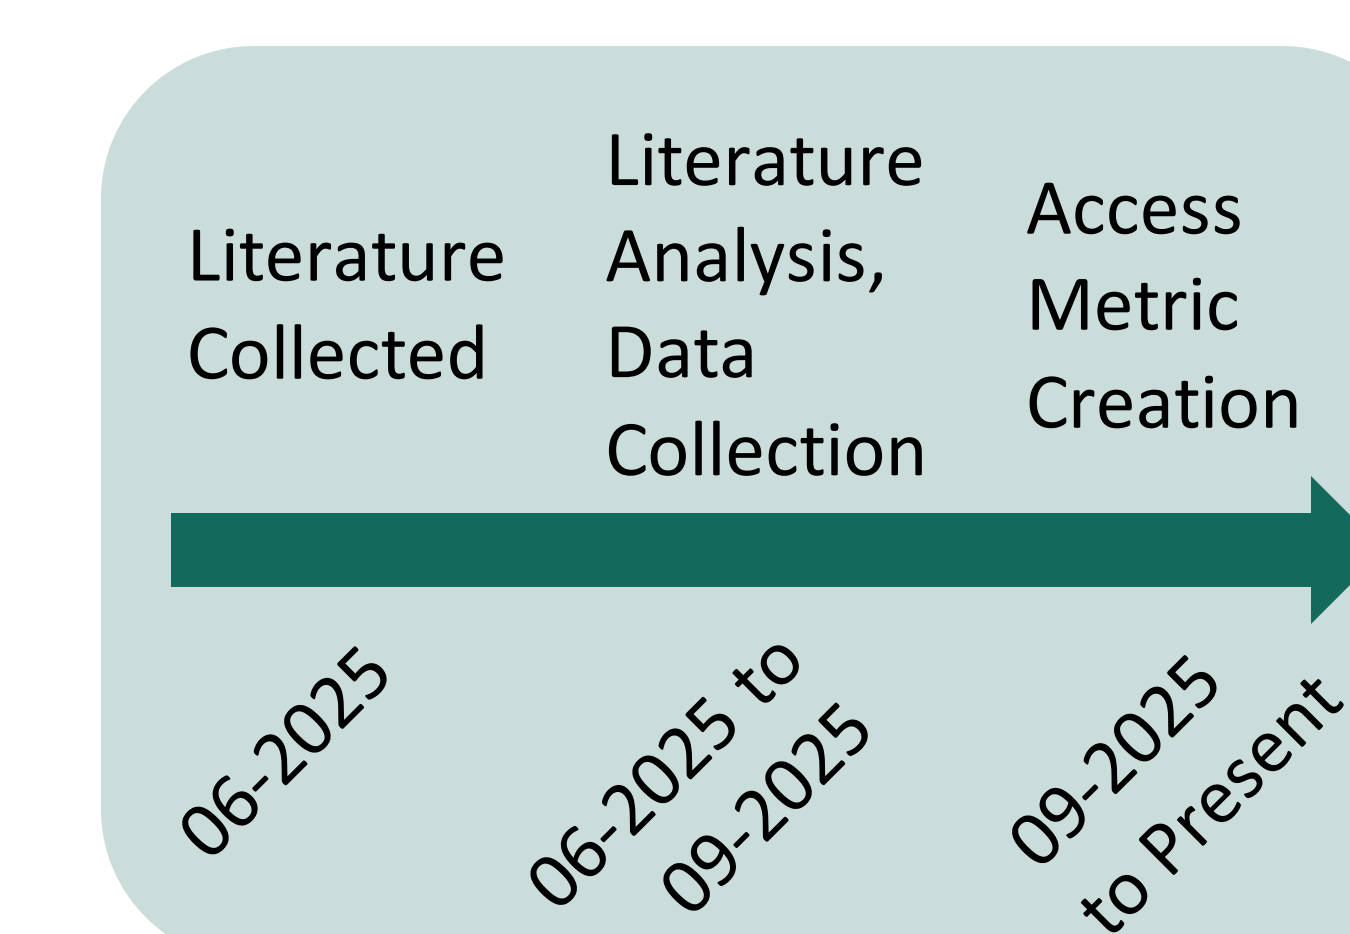 Literature
Collected
Literature
Analysis,
Data
Collection
Access
Metric
Creation
06-2025
06-2025 to
09-2025
09-2025
to Present